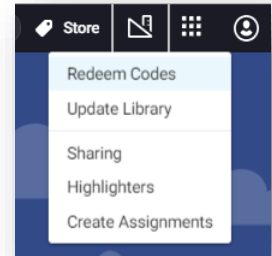 Store
Redeem Codes
Update Library
Sharing
Highlighters
Create Assignments